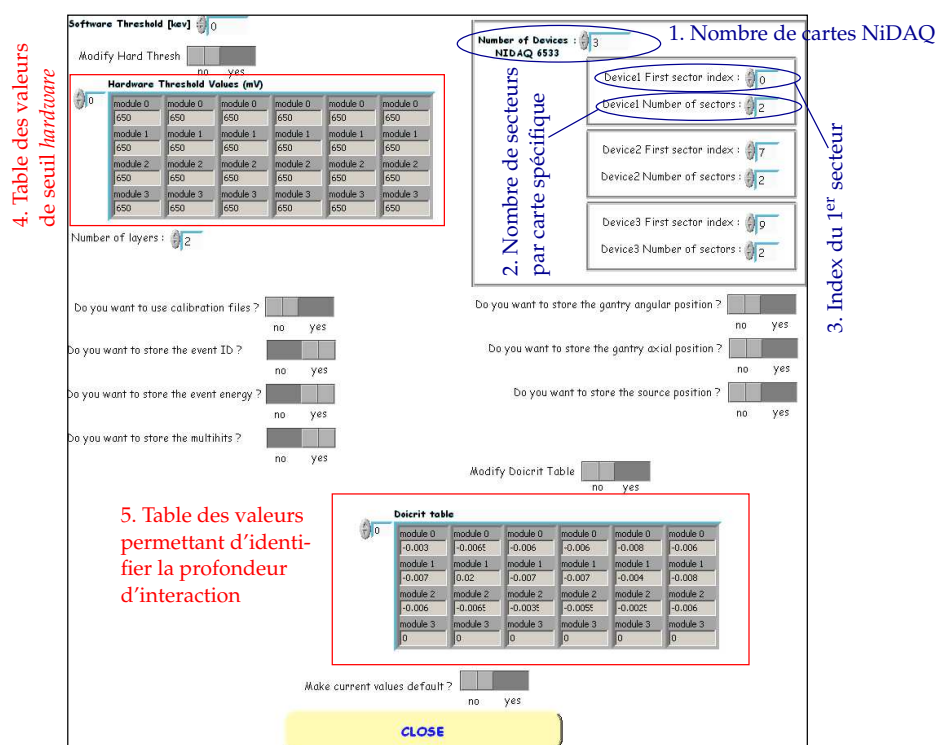 Software Threshold [kev] 0
Modify Hard Thresh
no yes
4. Table des valeurs
de seuil hardware
Hardware Threshold Values (mV)
0
module 0 module 0 module 0 module 0 module 0 module 0
650 650 650 650 650 650
module 1 module 1 module 1 module 1 module 1 module 1
650 650 650 650 650 650
module 2 module 2 module 2 module 2 module 2 module 2
650 650 650 650 650 650
module 3 module 3 module 3 module 3 module 3 module 3
650 650 650 650 650 650
Number of layers : 2
Number of Devices : 3
NIDAQ 6533
1. Nombre de cartes NiDAQ
2. Nombre de secteurs
par carte spécifique
3. Index du 1er secteur
Device1 First sector index : 0
Device1 Number of sectors : 2
Device2 First sector index : 7
Device2 Number of sectors : 2
Device3 First sector index : 9
Device3 Number of sectors : 2
Do you want to use calibration files ?
no yes
Do you want to store the event ID ?
no yes
Do you want to store the event energy ?
no yes
Do you want to store the multihits ?
no yes
Do you want to store the gantry angular position ?
no yes
Do you want to store the gantry axial position ?
no yes
Do you want to store the source position ?
no yes
Modify Doicrit Table
no yes
5. Table des valeurs
permettant d'identi-
fier la profondeur
d'interaction
Doicrit table
0
module 0 module 0 module 0 module 0 module 0 module 0
-0.003 -0.0065 -0.006 -0.006 -0.008 -0.006
module 1 module 1 module 1 module 1 module 1 module 1
-0.007 0.02 -0.007 -0.007 -0.004 -0.008
module 2 module 2 module 2 module 2 module 2 module 2
-0.006 -0.0065 -0.0035 -0.0055 -0.0025 -0.006
module 3 module 3 module 3 module 3 module 3 module 3
0 0 0 0 0 0
Make current values default ?
no yes
CLOSE